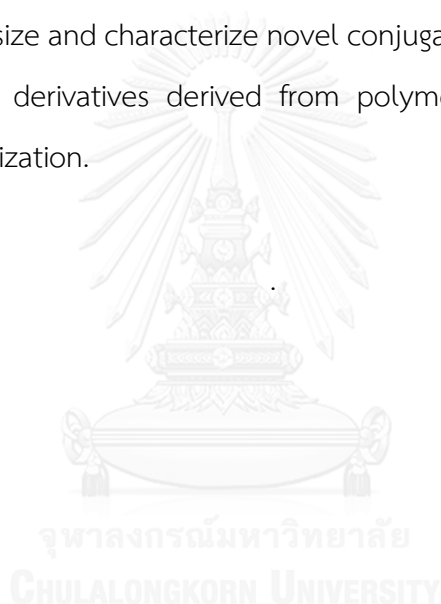 size and characterize novel conjuga
derivatives derived from polyme
ization.
.
จุฬาลงกรณ์มหาวิทยาลัย
CHULALONGKORN UNIVERSITY